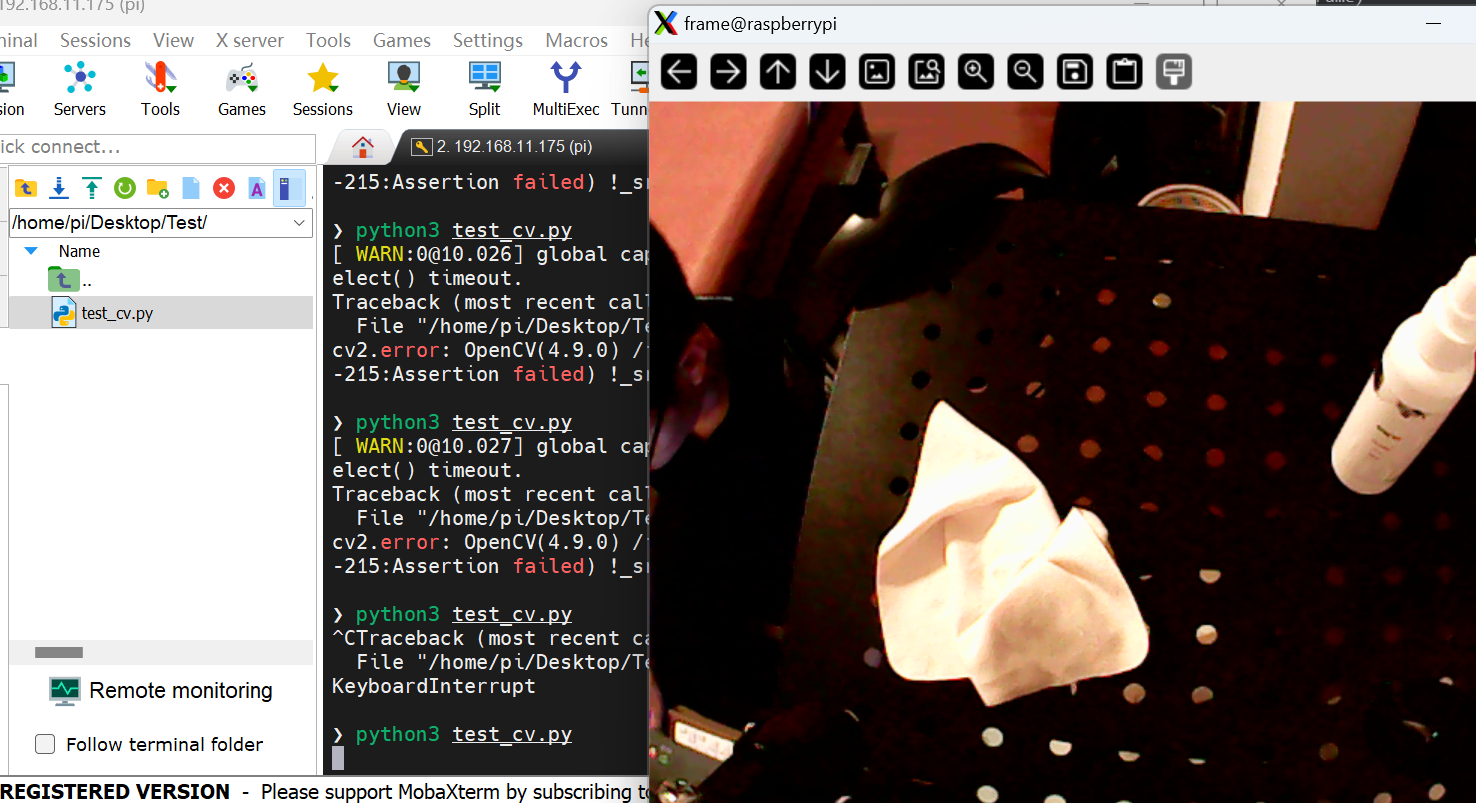 192.168.11.175 (pi)
Sessions View X server Tools Games Settings Macros
Servers Tools Games Sessions View Split MultiExec
connect...
2. 192.168.11.175 (pi)
frame@raspberrypi
/home/pi/Desktop/Test/
Name
..
test_cv.py
Remote monitoring
Follow terminal folder
-215:Assertion failed) !_s
❯ python3 test_cv.py
[ WARN:0@10.026] global cap
elect() timeout.
Traceback (most recent cal
File "/home/pi/Desktop/Te
cv2.error: OpenCV(4.9.0) /
-215:Assertion failed) !_s
❯ python3 test_cv.py
[ WARN:0@10.027] global cap
elect() timeout.
Traceback (most recent cal
File "/home/pi/Desktop/Te
cv2.error: OpenCV(4.9.0) /
-215:Assertion failed) !_s
❯ python3 test_cv.py
^CTraceback (most recent ca
File "/home/pi/Desktop/Te
KeyboardInterrupt
❯ python3 test_cv.py
REGISTERED VERSION - Please support MobaXterm by subscribing to